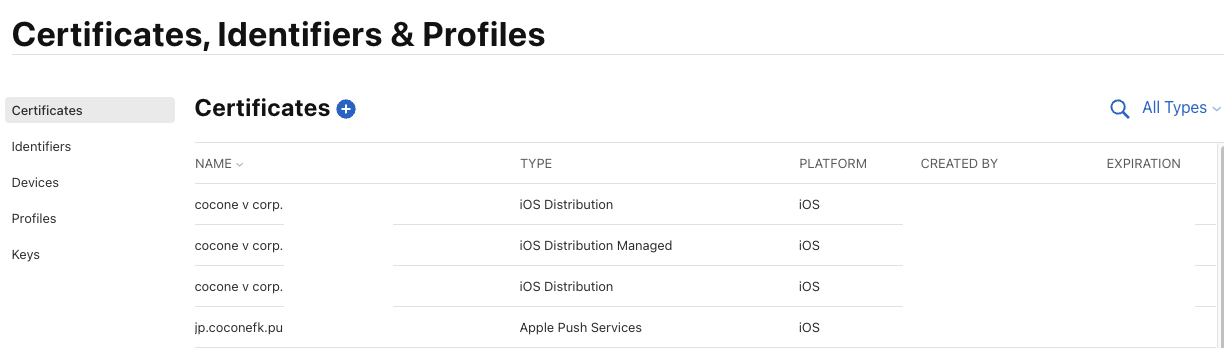 Certificates, Identifiers & Profiles
Certificates
Identifiers
Devices
Profiles
Keys
Certificates
All Types
NAME TYPE PLATFORM CREATED BY EXPIRATION
cocone v corp. iOS Distribution iOS
cocone v corp. iOS Distribution Managed iOS
cocone v corp. iOS Distribution iOS
jp.coconefk.pu Apple Push Services iOS